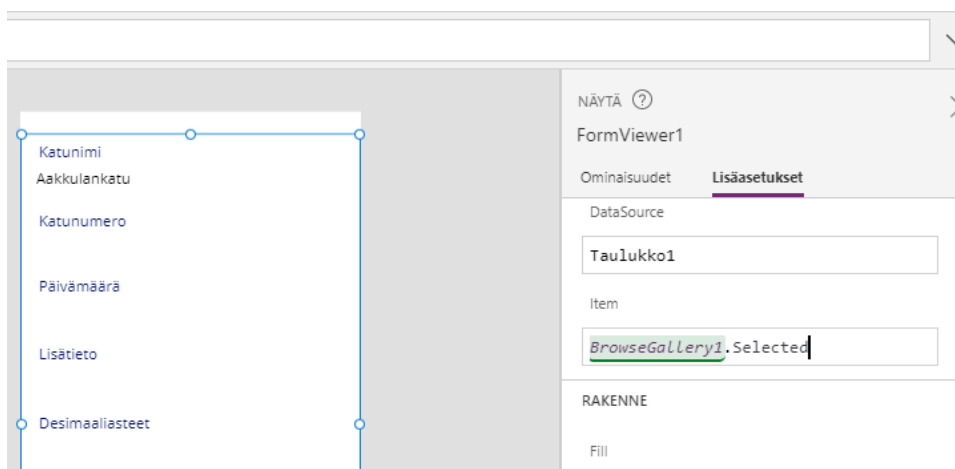 Katunimi
Aakkulankatu
Katunumero
Päivämäärä
Lisätieto
Desimaaliasteet
NÄYTÄ ?
FormViewer1
Ominaisuudet Lisäasetukset
DataSource
Taulukko1
Item
BrowseGallery1.Selected
RAKENNE
Fill